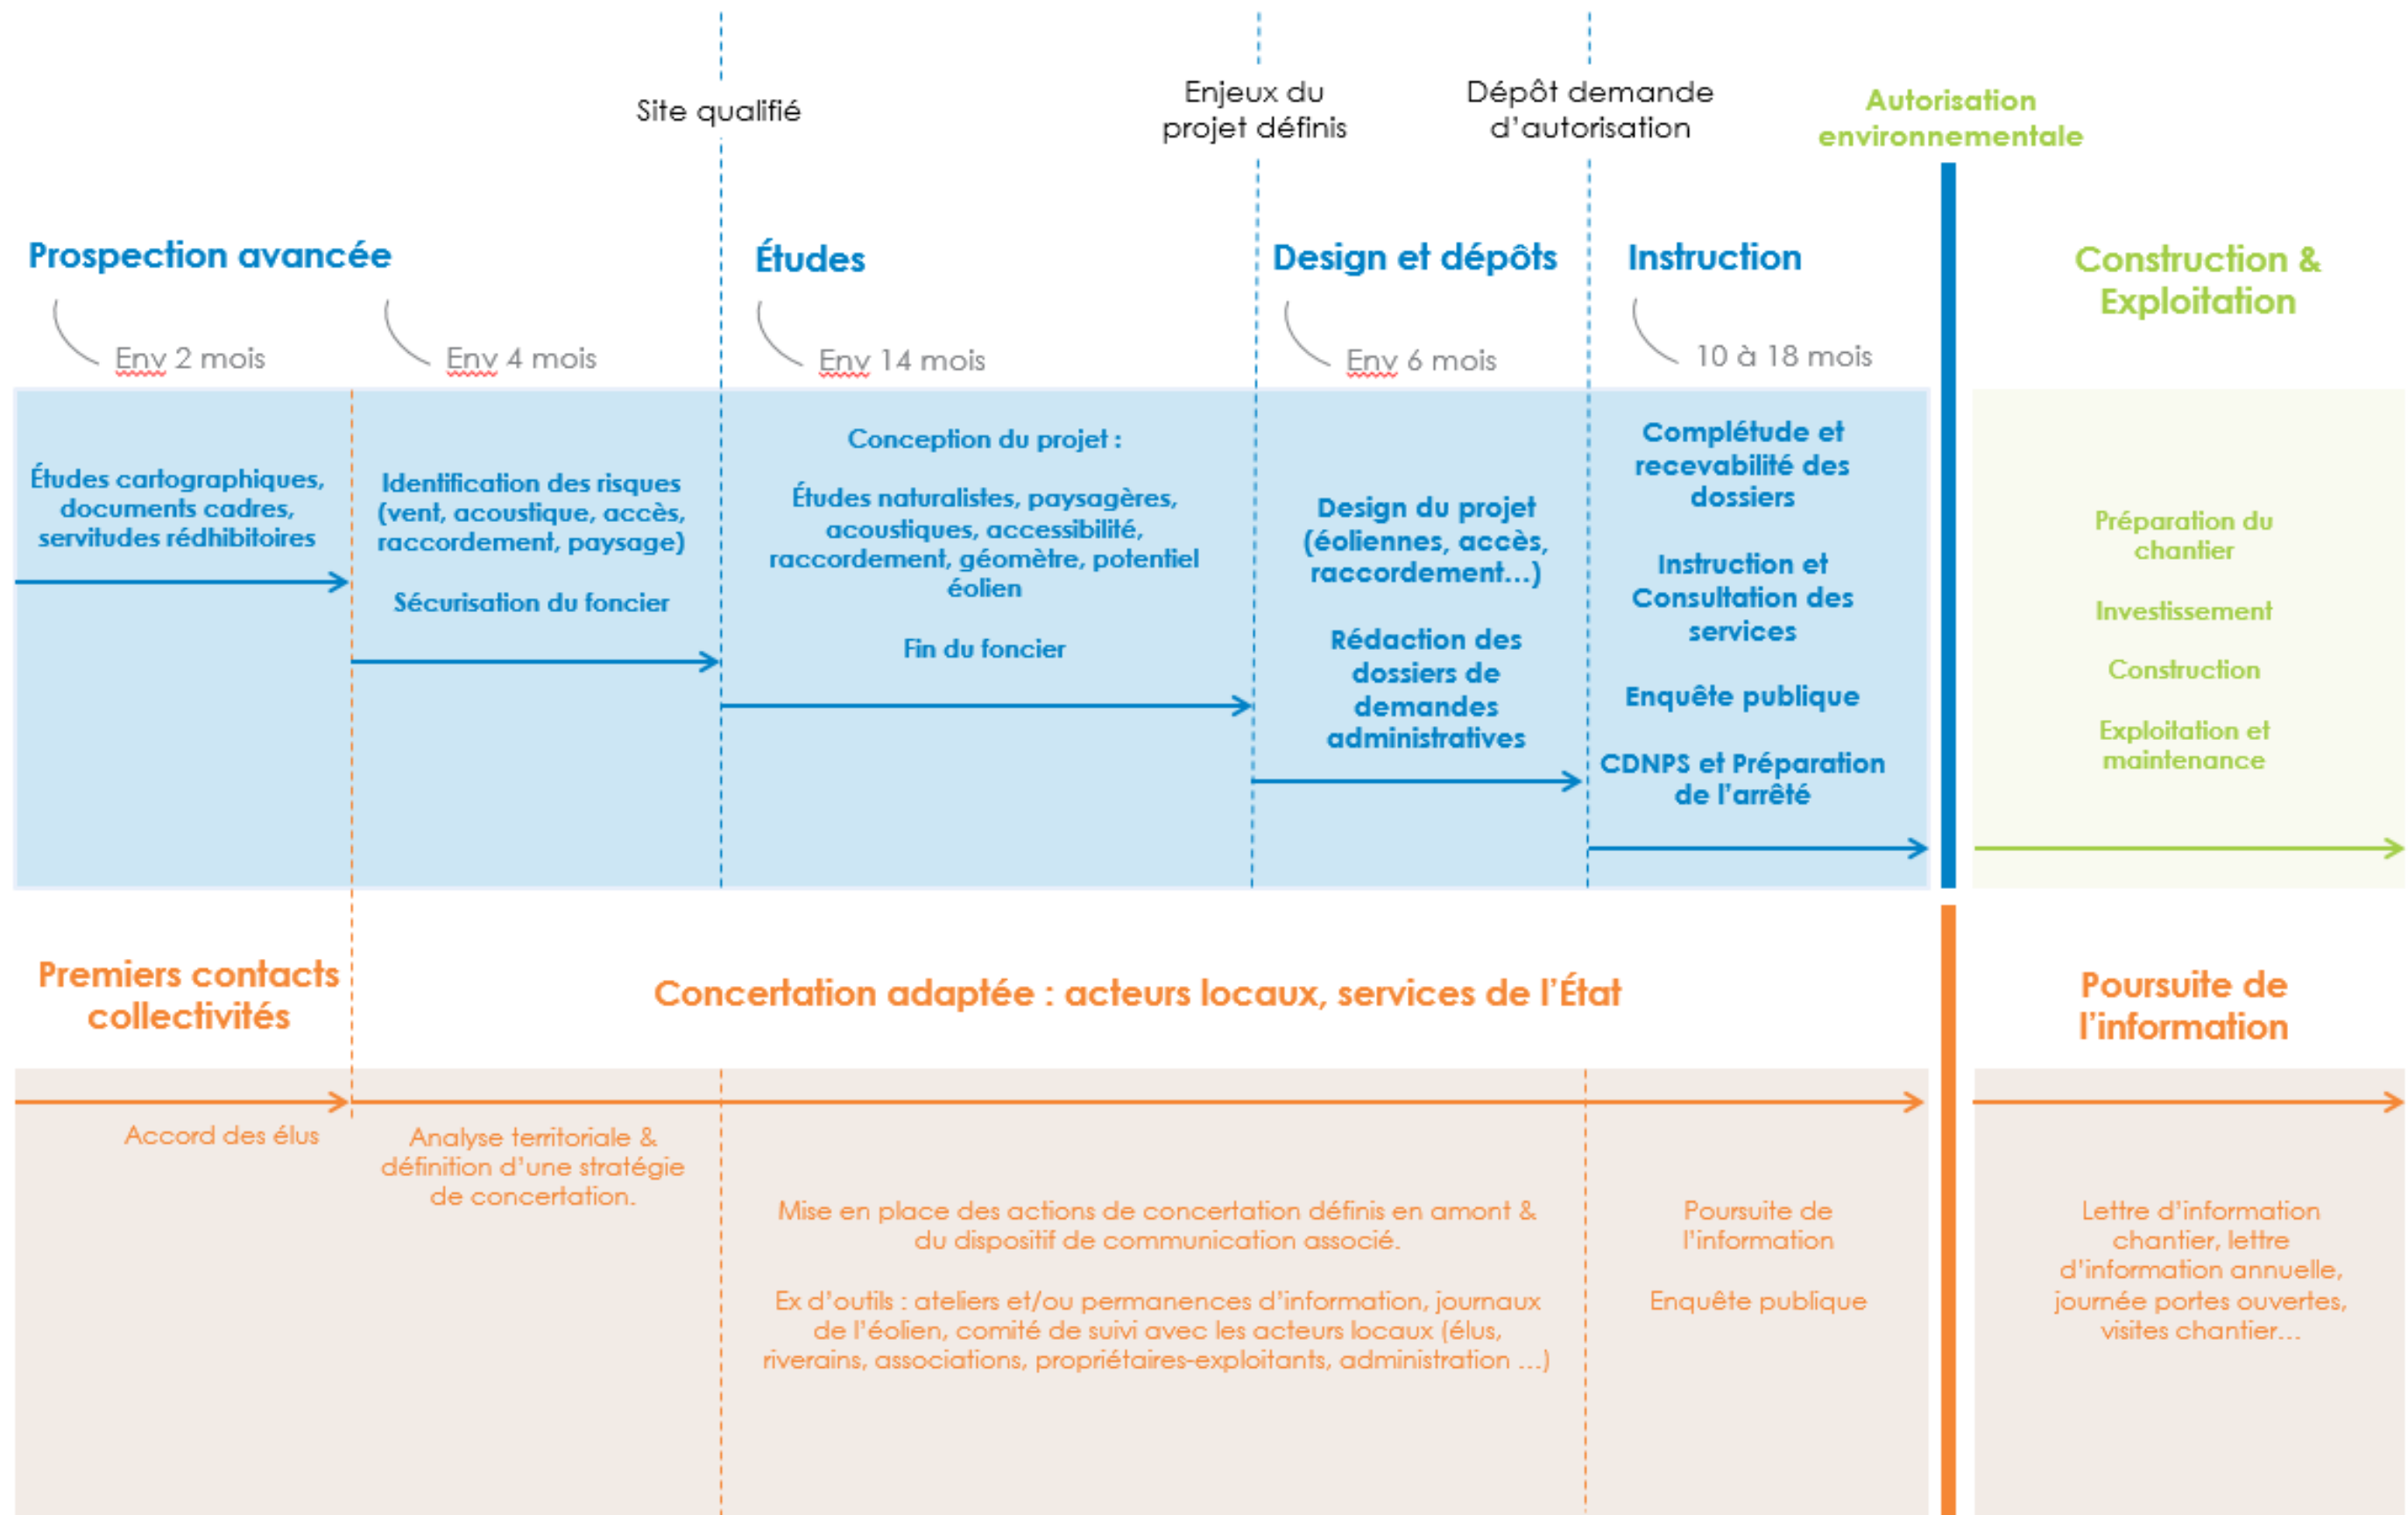 Site qualifié
Enjeux du
projet définis
Dépôt demande
d'autorisation
Autorisation
environnementale
Prospection avancée
Études
Design et dépôts
Instruction
Construction &
Exploitation
Env 2 mois
Env 4 mois
Env 14 mois
Env 6 mois
10 à 18 mois
Études cartographiques,
documents cadres,
servitudes rédhibitoires
Identification des risques
(vent, acoustique, accès,
raccordement, paysage)
Sécurisation du foncier
Conception du projet :
Études naturalistes, paysagères,
acoustiques, accessibilité,
raccordement, géomètre, potentiel
éolien
Fin du foncier
Design du projet
(éoliennes, accès,
raccordement…)
Rédaction des
dossiers de
demandes
administratives
Complétude et
recevabilité des
dossiers
Instruction et
Consultation des
services
Enquête publique
CDNPS et Préparation
de l'arrêté
Préparation du
chantier
Investissement
Construction
Exploitation et
maintenance
Premiers contacts
collectivités
Concertation adaptée : acteurs locaux, services de l'État
Poursuite de
l'information
Accord des élus
Analyse territoriale &
définition d'une stratégie
de concertation.
Mise en place des actions de concertation définis en amont &
du dispositif de communication associé.
Ex d'outils : ateliers et/ou permanences d'information, journaux
de l'éolien, comité de suivi avec les acteurs locaux (élus,
riverains, associations, propriétaires-exploitants, administration …)
Poursuite de
l'information
Enquête publique
Lettre d'information
chantier, lettre
d'information annuelle,
journée portes ouvertes,
visites chantier…